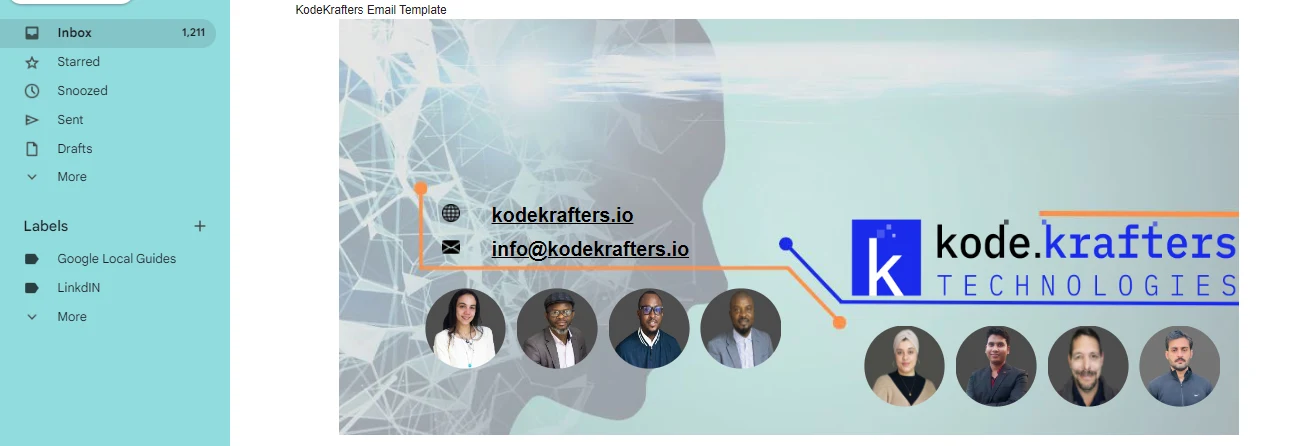 KodeKrafters Email Template
Inbox 1,211
Starred
Snoozed
Sent
Drafts
More
Labels +
Google Local Guides
LinkdIN
More
kodekrafters.io
info@kodekrafters.io
k
kode.krafters
TECHNOLOGIES